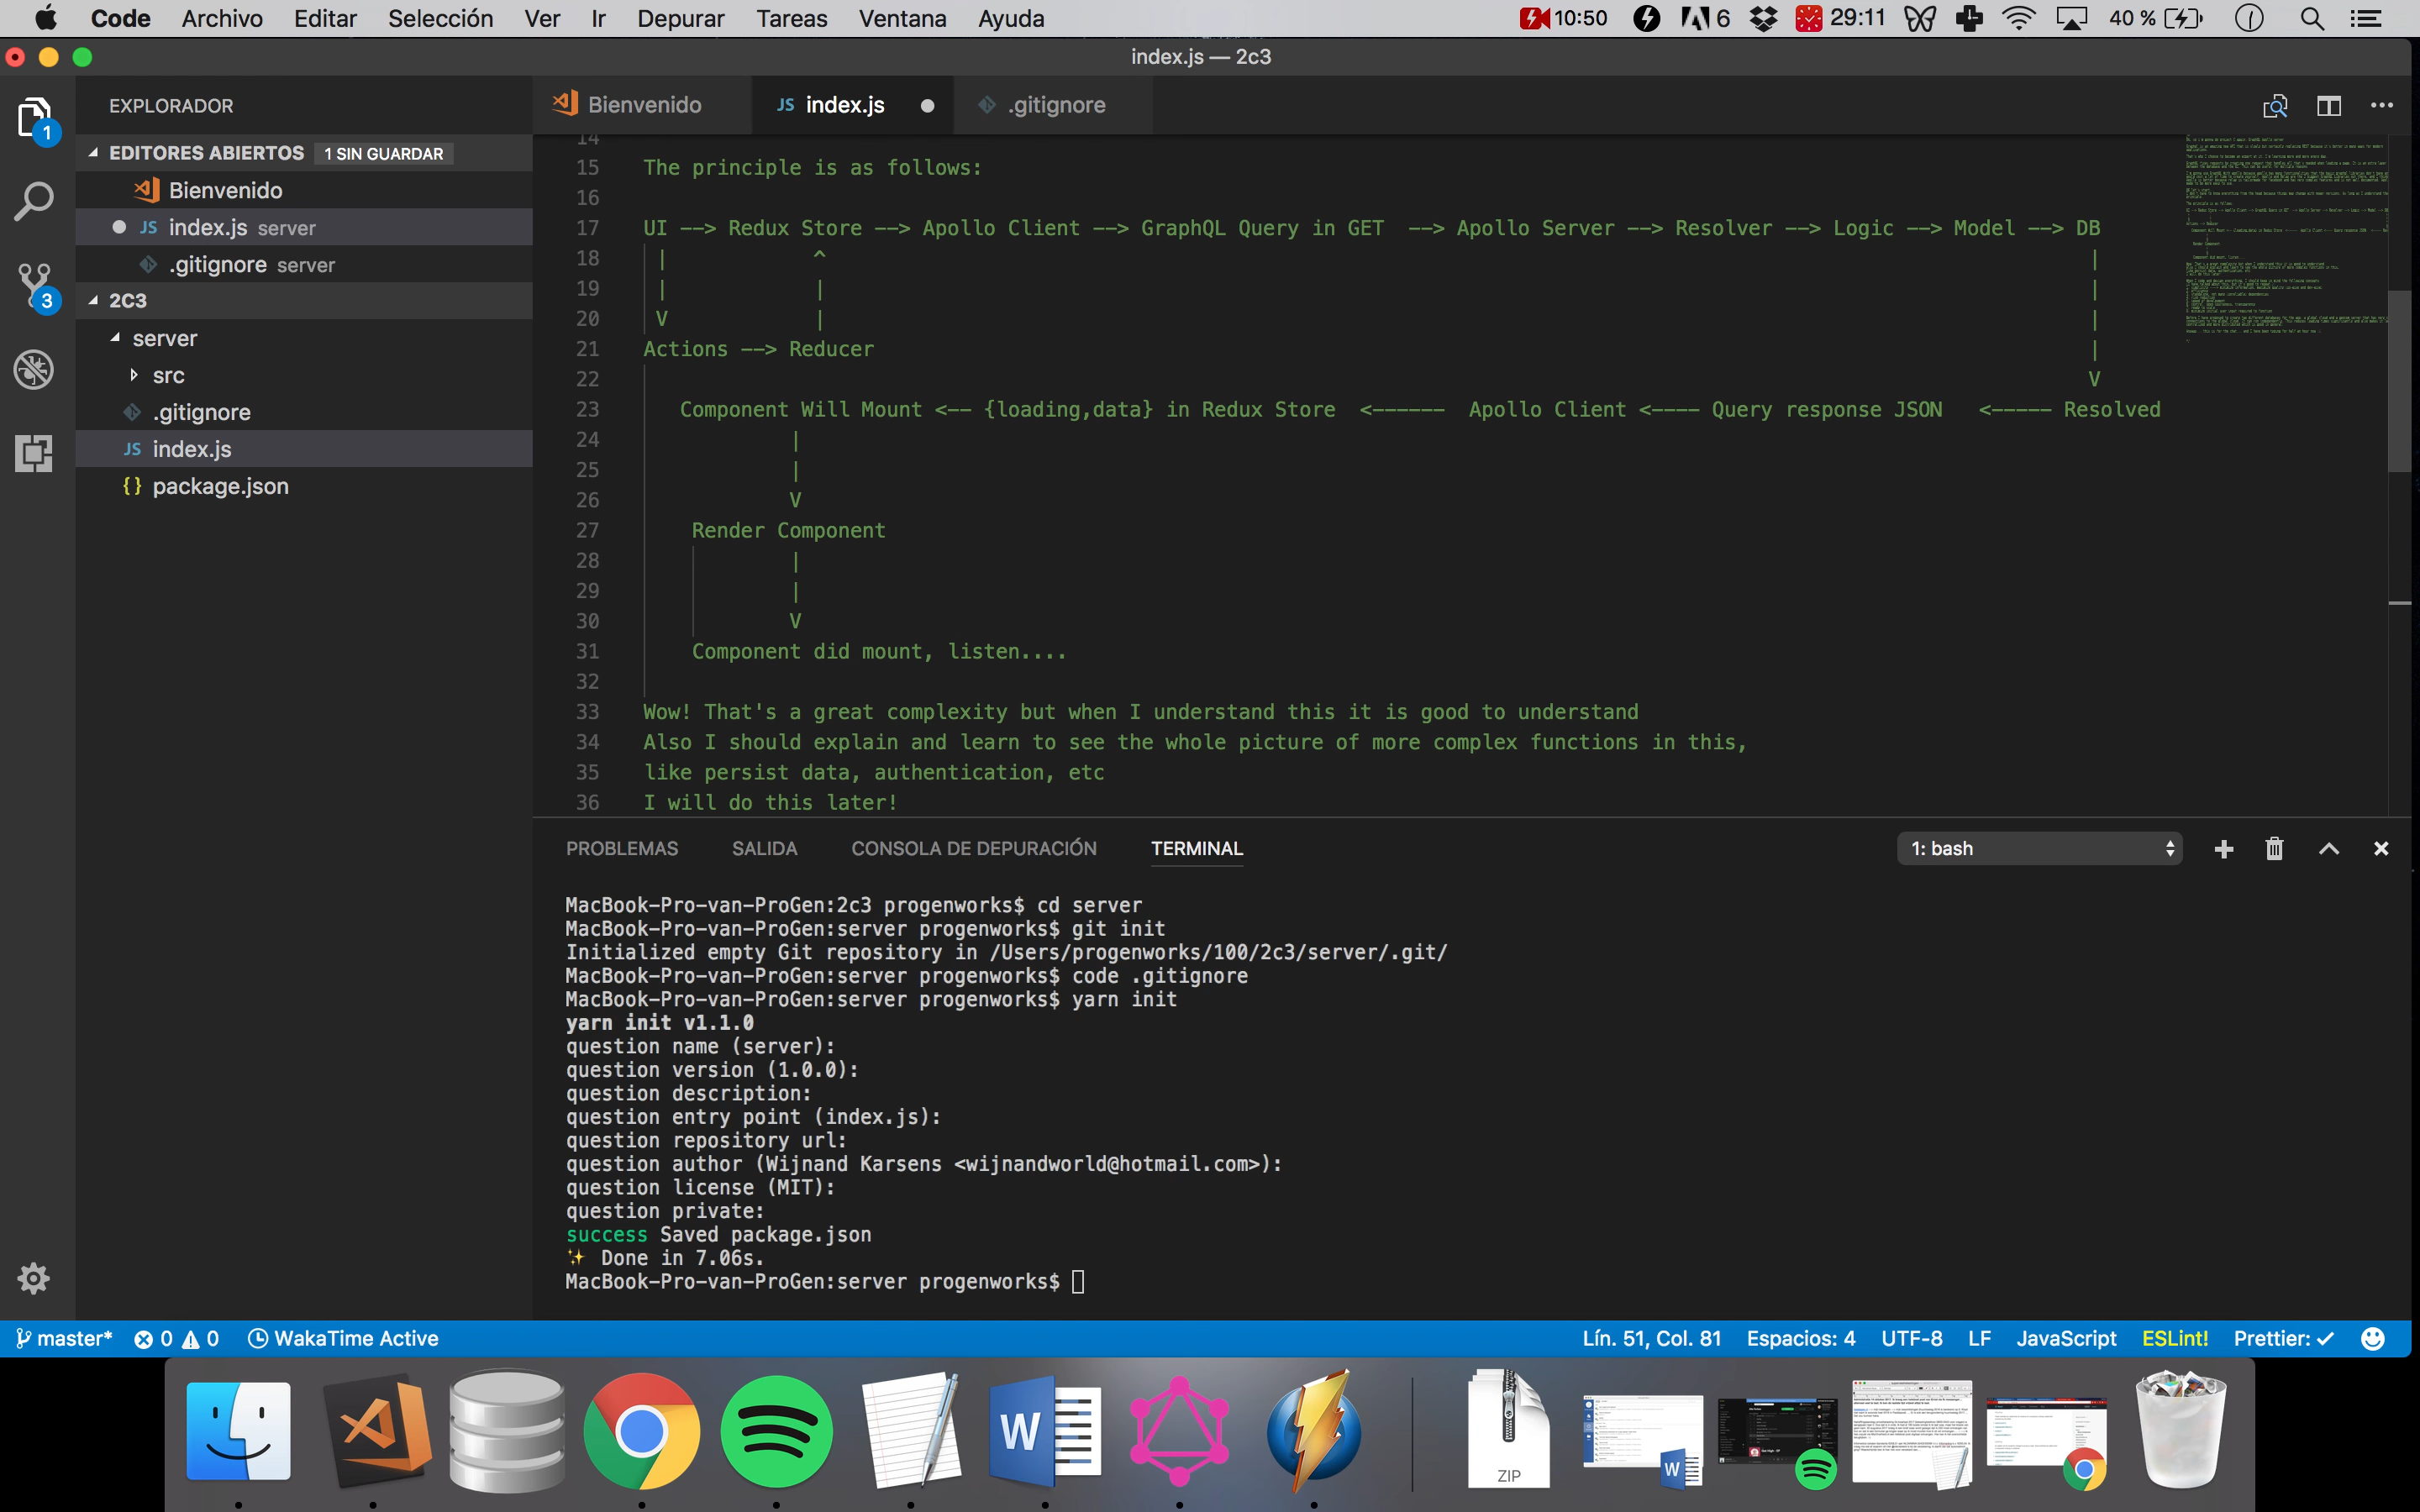 Code Archivo Editar Selección Ver Ir Depurar Tareas Ventana Ayuda 10:50 6 29:11 40 %
index.js — 2c3
EXPLORADOR
EDITORES ABIERTOS 1 SIN GUARDAR
Bienvenido
JS index.js server
.gitignore server
2C3
server
src
.gitignore
JS index.js
{} package.json
1
3
Bienvenido JS index.js .gitignore
14
15 The principle is as follows:
16
17 UI --> Redux Store --> Apollo Client --> GraphQL Query in GET --> Apollo Server --> Resolver --> Logic --> Model --> DB
18 | ^ |
19 | | |
20 V | |
21 Actions --> Reducer |
22 V
23 Component Will Mount <-- {loading,data} in Redux Store <------ Apollo Client <---- Query response JSON <----- Resolved
24 |
25 |
26 V
27 Render Component
28 |
29 |
30 V
31 Component did mount, listen....
32
33 Wow! That's a great complexity but when I understand this it is good to understand
34 Also I should explain and learn to see the whole picture of more complex functions in this,
35 like persist data, authentication, etc
36 I will do this later!
PROBLEMAS SALIDA CONSOLA DE DEPURACIÓN TERMINAL 1: bash
MacBook-Pro-van-ProGen:2c3 progenworks$ cd server
MacBook-Pro-van-ProGen:server progenworks$ git init
Initialized empty Git repository in /Users/progenworks/100/2c3/server/.git/
MacBook-Pro-van-ProGen:server progenworks$ code .gitignore
MacBook-Pro-van-ProGen:server progenworks$ yarn init
yarn init v1.1.0
question name (server):
question version (1.0.0):
question description:
question entry point (index.js):
question repository url:
question author (Wijnand Karsens <wijnandworld@hotmail.com>):
question license (MIT):
question private:
success Saved package.json
✨ Done in 7.06s.
MacBook-Pro-van-ProGen:server progenworks$
master* 0 0 WakaTime Active Lín. 51, Col. 81 Espacios: 4 UTF-8 LF JavaScript ESLint! Prettier: ✓
W
ZIP
W